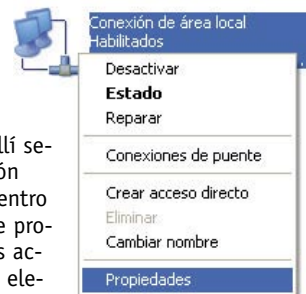 Conexión de área local
Habilitados
Desactivar
Estado
Reparar
Conexiones de puente
Crear acceso directo
Eliminar
Cambiar nombre
Propiedades
llí se-
ón
entro
e pro-
s ac-
ele-